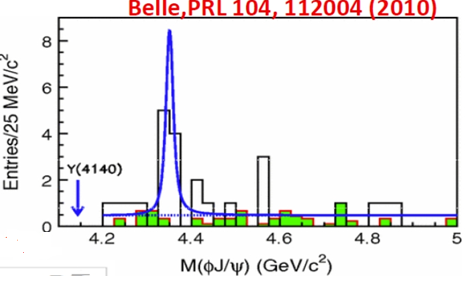 Belle,PRL 104, 112004 (2010)
Entries/25 MeV/c²
8
6
4
2
0
Y(4140)
4.2 4.4 4.6 4.8 5
M(ϕJ/ψ) (GeV/c²)